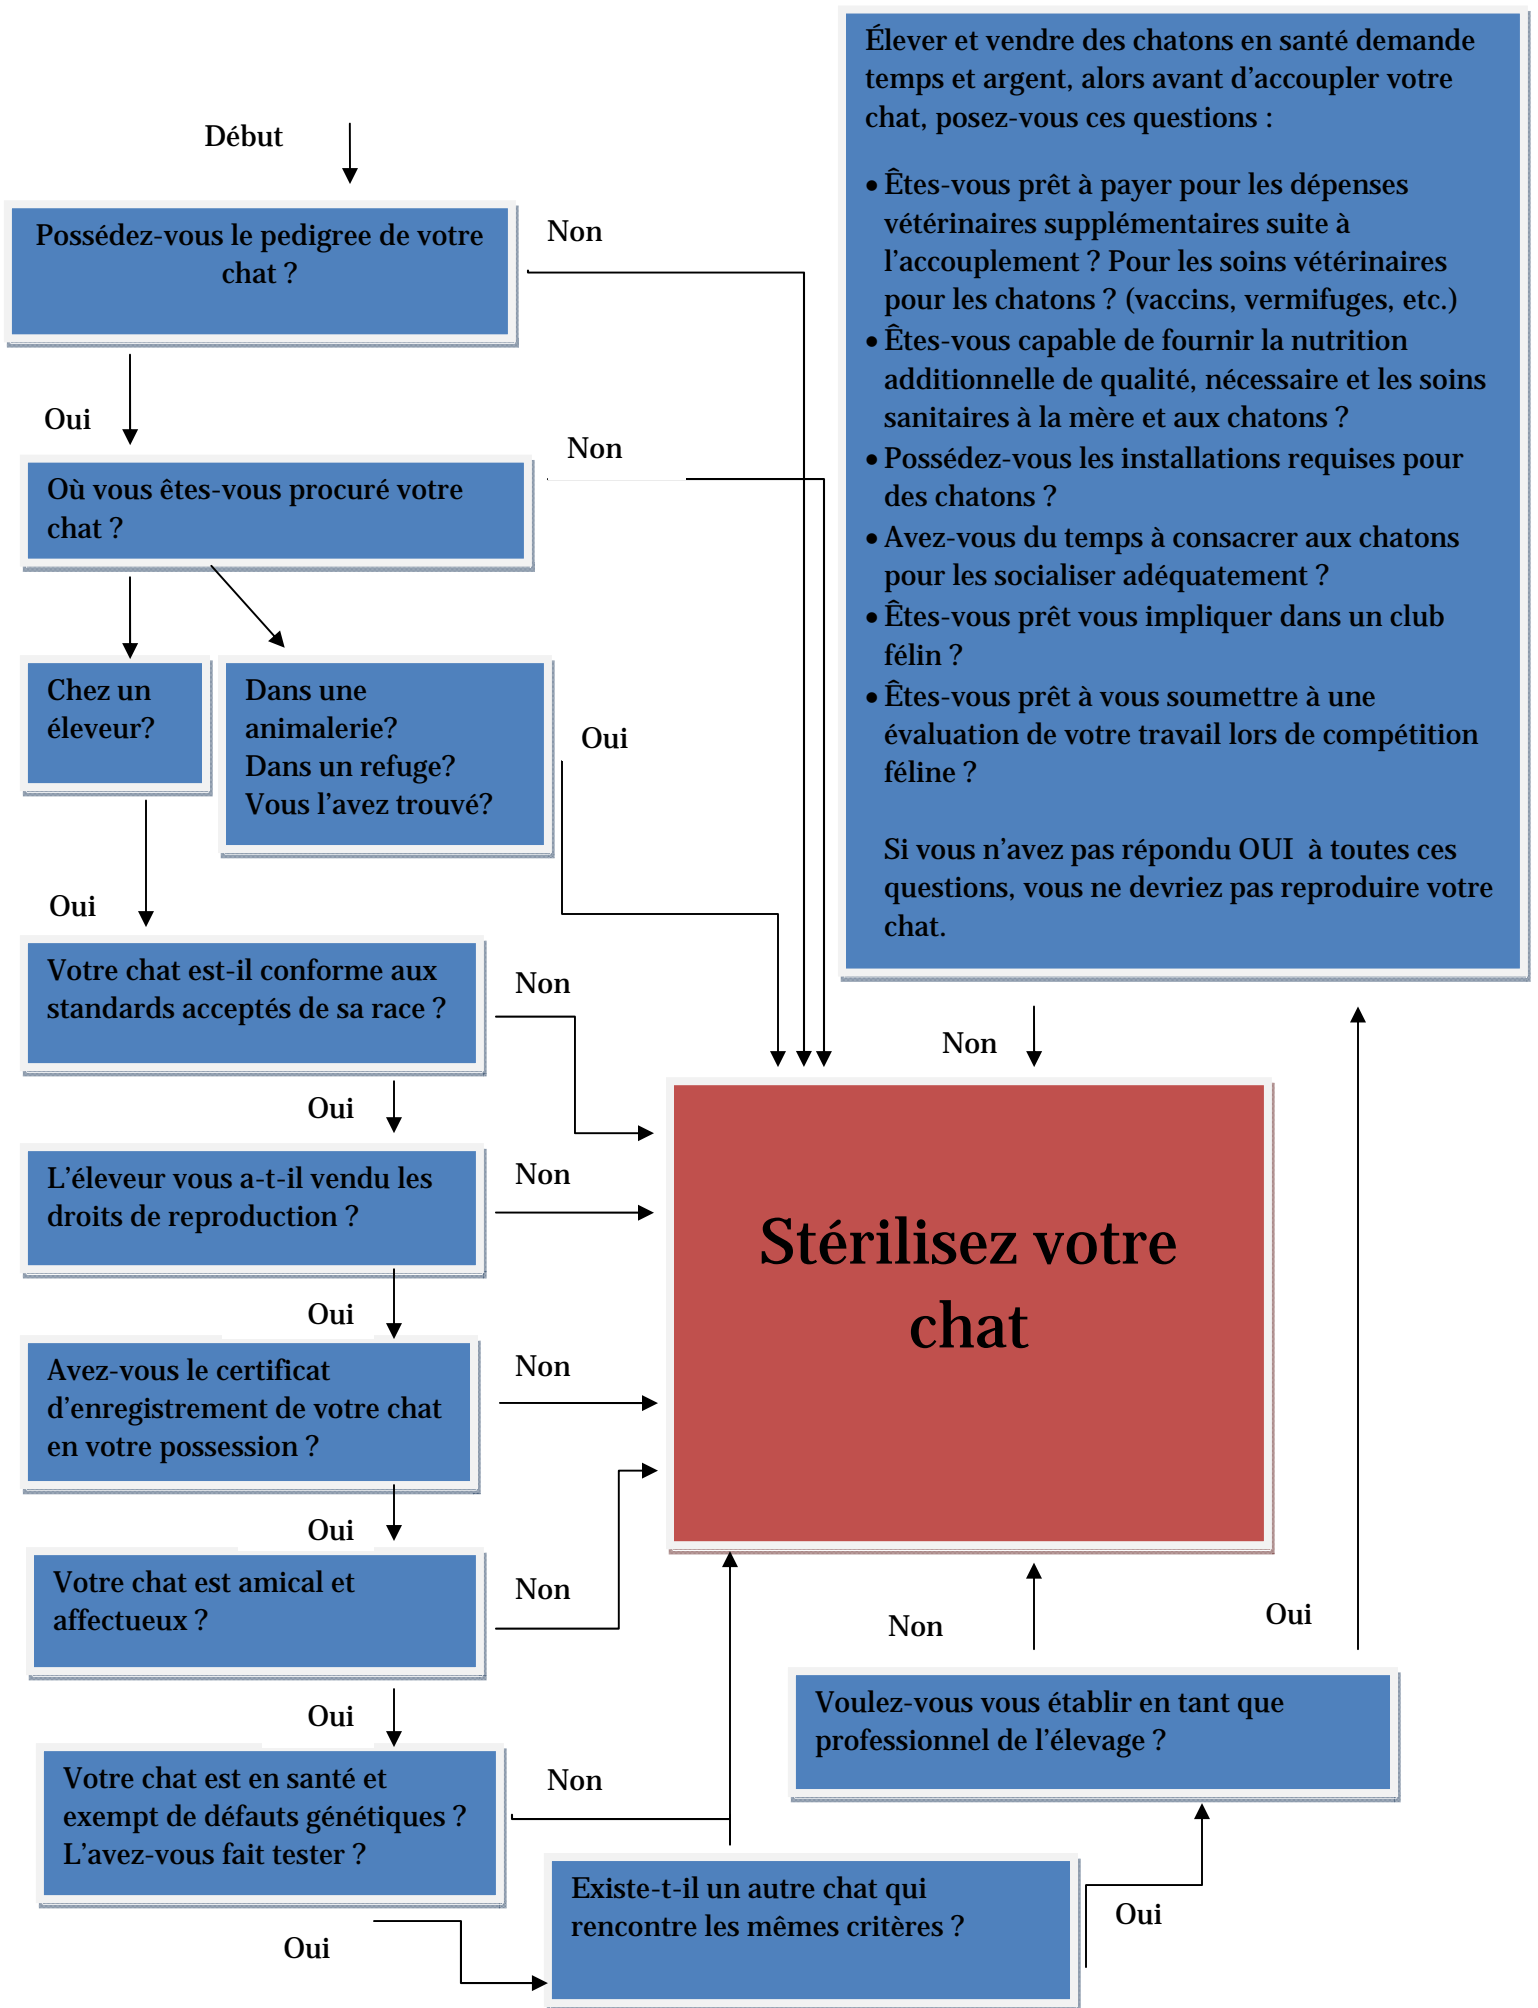 Début
Possédez-vous le pedigree de votre
chat ?
Non
Oui
Où vous êtes-vous procuré votre
chat ?
Non
Chez un
éleveur?
Dans une
animalerie?
Dans un refuge?
Vous l'avez trouvé?
Oui
Oui
Votre chat est-il conforme aux
standards acceptés de sa race ?
Non
Oui
L'éleveur vous a-t-il vendu les
droits de reproduction ?
Non
Oui
Avez-vous le certificat
d'enregistrement de votre chat
en votre possession ?
Non
Oui
Votre chat est amical et
affectueux ?
Non
Oui
Votre chat est en santé et
exempt de défauts génétiques ?
L'avez-vous fait tester ?
Non
Oui
Existe-t-il un autre chat qui
rencontre les mêmes critères ?
Oui
Voulez-vous vous établir en tant que
professionnel de l'élevage ?
Non
Oui
Élever et vendre des chatons en santé demande
temps et argent, alors avant d'accoupler votre
chat, posez-vous ces questions :
• Êtes-vous prêt à payer pour les dépenses
vétérinaires supplémentaires suite à
l'accouplement ? Pour les soins vétérinaires
pour les chatons ? (vaccins, vermifuges, etc.)
• Êtes-vous capable de fournir la nutrition
additionnelle de qualité, nécessaire et les soins
sanitaires à la mère et aux chatons ?
• Possédez-vous les installations requises pour
des chatons ?
• Avez-vous du temps à consacrer aux chatons
pour les socialiser adéquatement ?
• Êtes-vous prêt vous impliquer dans un club
félin ?
• Êtes-vous prêt à vous soumettre à une
évaluation de votre travail lors de compétition
féline ?
Si vous n'avez pas répondu OUI à toutes ces
questions, vous ne devriez pas reproduire votre
chat.
Non
Stérilisez votre
chat